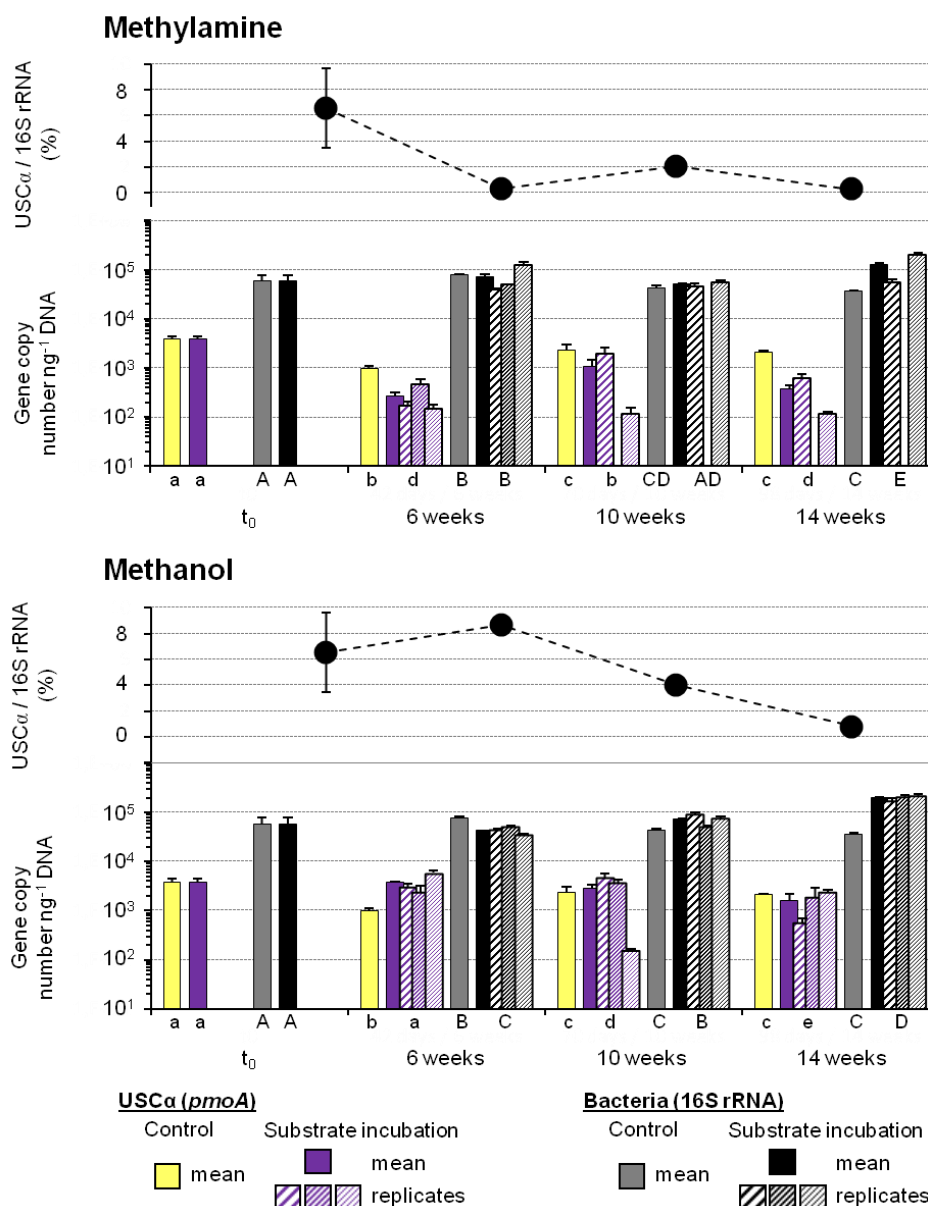 Methylamine
USCα / 16S rRNA
(%)
8
4
0
Gene copy
number ng⁻¹ DNA
10⁵
10⁴
10³
10²
10¹
a a A A b d B B c b CD AD c d C E
t₀ 6 weeks 10 weeks 14 weeks
Methanol
USCα / 16S rRNA
(%)
8
4
0
Gene copy
number ng⁻¹ DNA
10⁵
10⁴
10³
10²
10¹
a a A A b a B C c d C B c e C D
t₀ 6 weeks 10 weeks 14 weeks
USCα (pmoA)
Control Substrate incubation
mean mean
replicates
Bacteria (16S rRNA)
Control Substrate incubation
mean mean
replicates